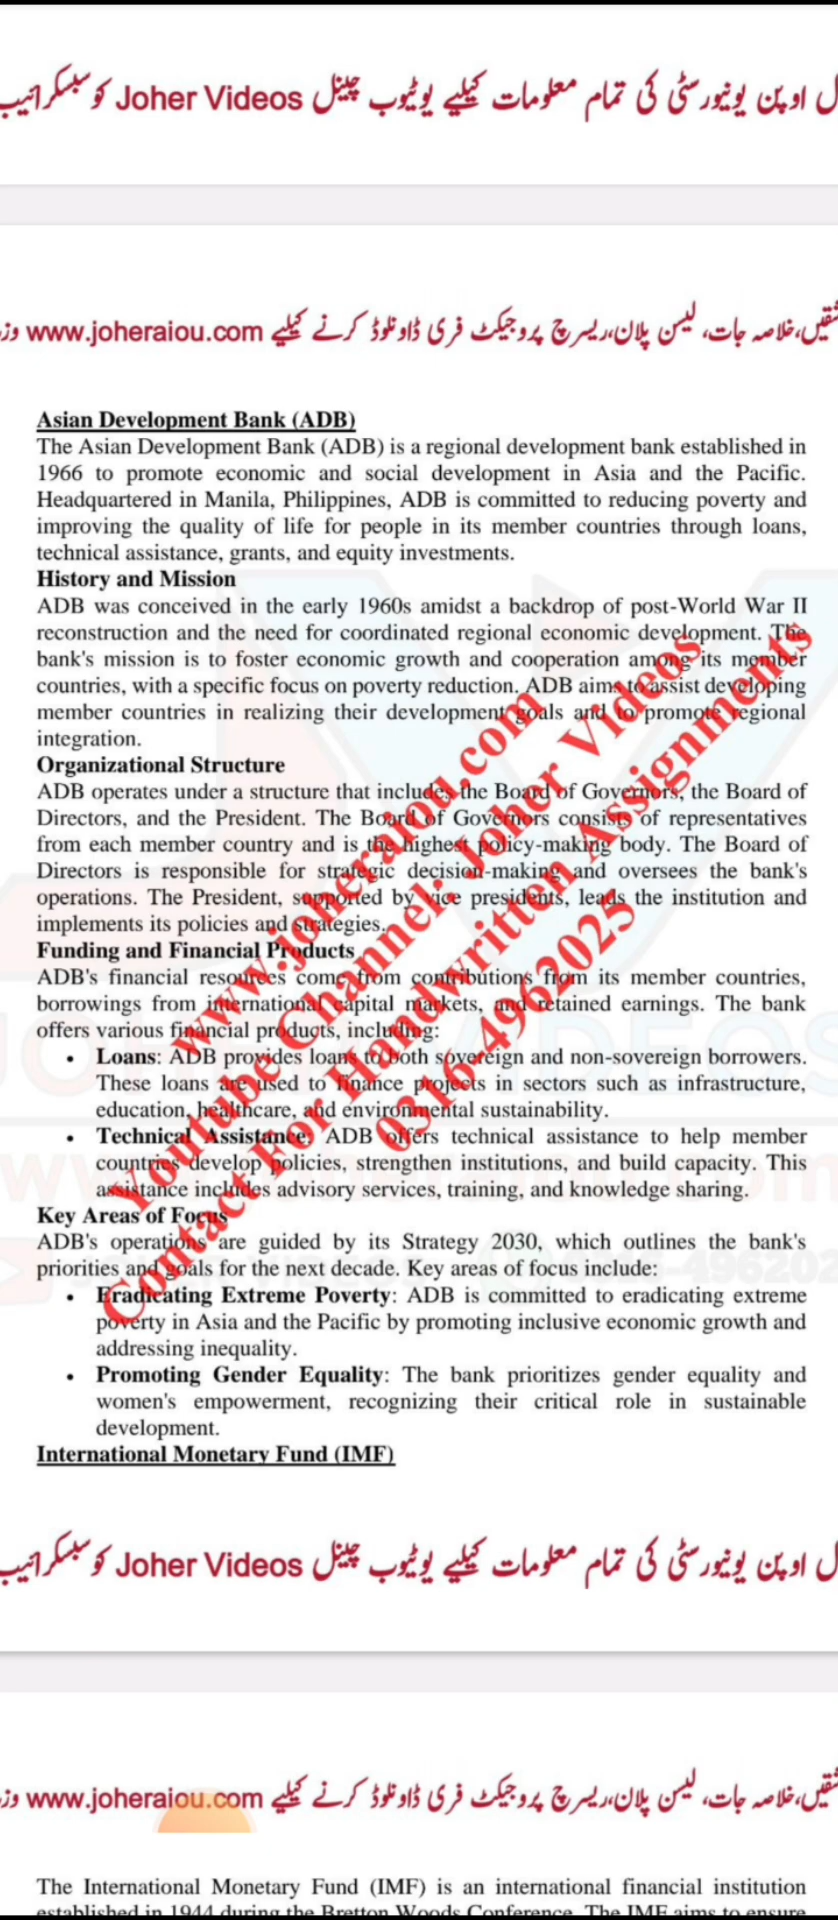 ل اوپن یونیورسٹی کی تمام معلومات کیلیے یوٹیوب چینل Joher Videos کو سبسکرائیب
شقیں،خلاصہ جات، لیسن پلان،ریسرچ پروجیکٹ فری ڈاونلوڈ کرنے کیلیے www.joheraiou.com
Asian Development Bank (ADB)
The Asian Development Bank (ADB) is a regional development bank established in
1966 to promote economic and social development in Asia and the Pacific.
Headquartered in Manila, Philippines, ADB is committed to reducing poverty and
improving the quality of life for people in its member countries through loans,
technical assistance, grants, and equity investments.
History and Mission
ADB was conceived in the early 1960s amidst a backdrop of post-World War II
reconstruction and the need for coordinated regional economic development. The
bank's mission is to foster economic growth and cooperation among its member
countries, with a specific focus on poverty reduction. ADB aims to assist developing
member countries in realizing their development goals and to promote regional
integration.
Organizational Structure
ADB operates under a structure that includes the Board of Governors, the Board of
Directors, and the President. The Board of Governors consists of representatives
from each member country and is the highest policy-making body. The Board of
Directors is responsible for strategic decision-making and oversees the bank's
operations. The President, supported by vice presidents, leads the institution and
implements its policies and strategies.
Funding and Financial Products
ADB's financial resources come from contributions from its member countries,
borrowings from international capital markets, and retained earnings. The bank
offers various financial products, including:
• Loans: ADB provides loans to both sovereign and non-sovereign borrowers.
These loans are used to finance projects in sectors such as infrastructure,
education, healthcare, and environmental sustainability.
• Technical Assistance: ADB offers technical assistance to help member
countries develop policies, strengthen institutions, and build capacity. This
assistance includes advisory services, training, and knowledge sharing.
Key Areas of Focus
ADB's operations are guided by its Strategy 2030, which outlines the bank's
priorities and goals for the next decade. Key areas of focus include:
• Eradicating Extreme Poverty: ADB is committed to eradicating extreme
poverty in Asia and the Pacific by promoting inclusive economic growth and
addressing inequality.
• Promoting Gender Equality: The bank prioritizes gender equality and
women's empowerment, recognizing their critical role in sustainable
development.
International Monetary Fund (IMF)
www.joheraiou.com
Youtube Channel: Joher Videos
Contact For Handwritten Assignments
0316-4962025
ل اوپن یونیورسٹی کی تمام معلومات کیلیے یوٹیوب چینل Joher Videos کو سبسکرائیب
شقیں،خلاصہ جات، لیسن پلان،ریسرچ پروجیکٹ فری ڈاونلوڈ کرنے کیلیے www.joheraiou.com
The International Monetary Fund (IMF) is an international financial institution
established in 1944 during the Bretton Woods Conference. The IMF aims to ensure